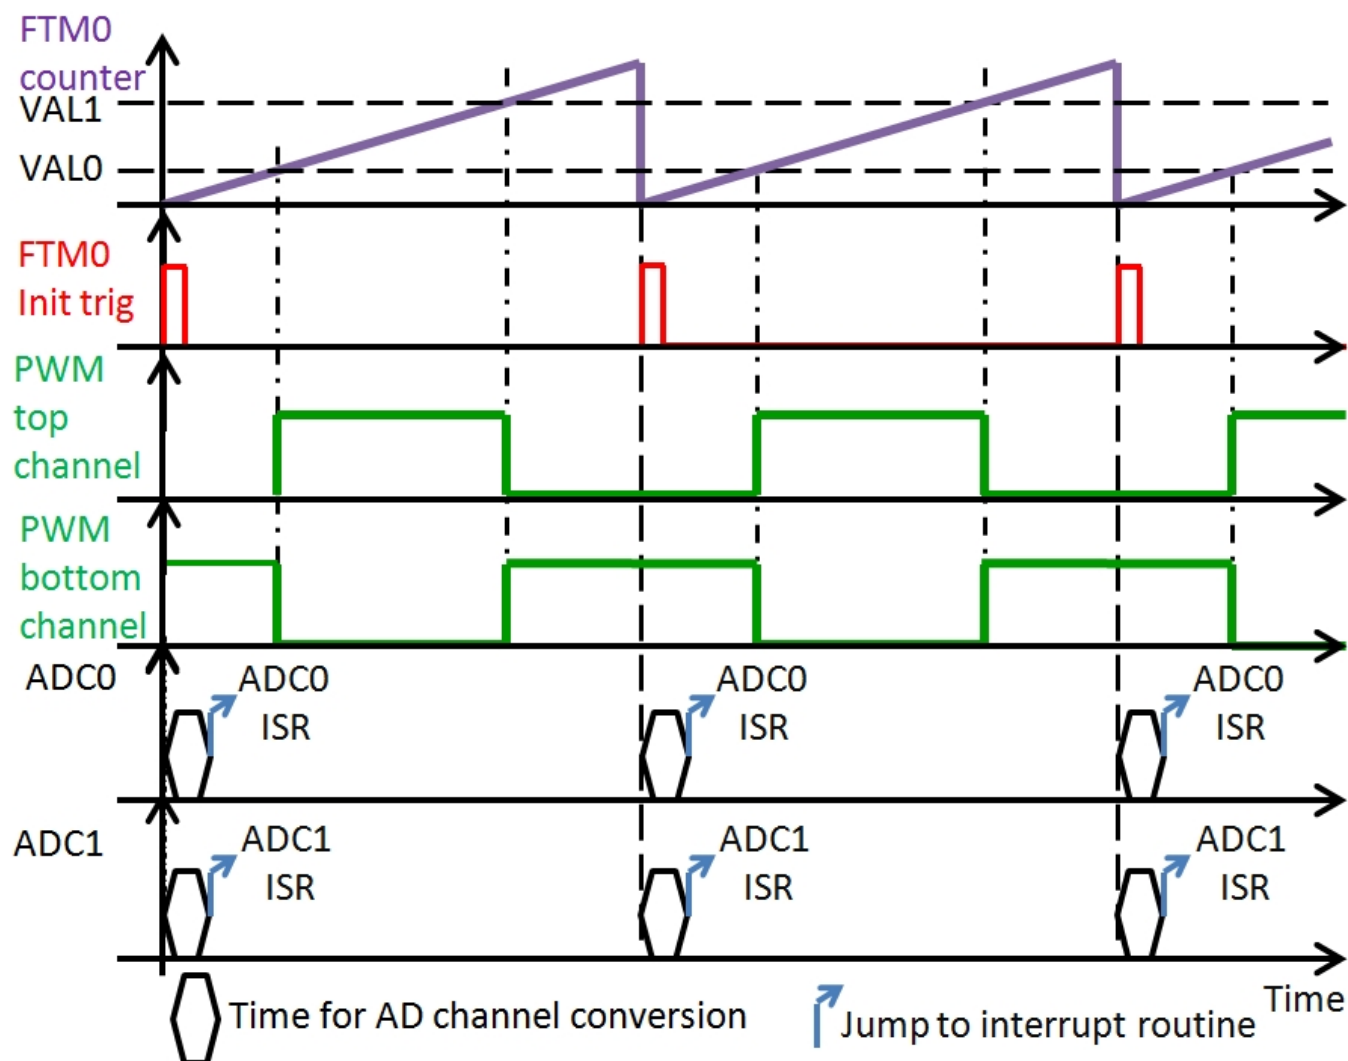 FTM0
counter
VAL1
VAL0
FTM0
Init trig
PWM
top
channel
PWM
bottom
channel
ADC0
ADC0
ISR
ADC0
ISR
ADC0
ISR
ADC1
ADC1
ISR
ADC1
ISR
ADC1
ISR
Time
Time for AD channel conversion
Jump to interrupt routine